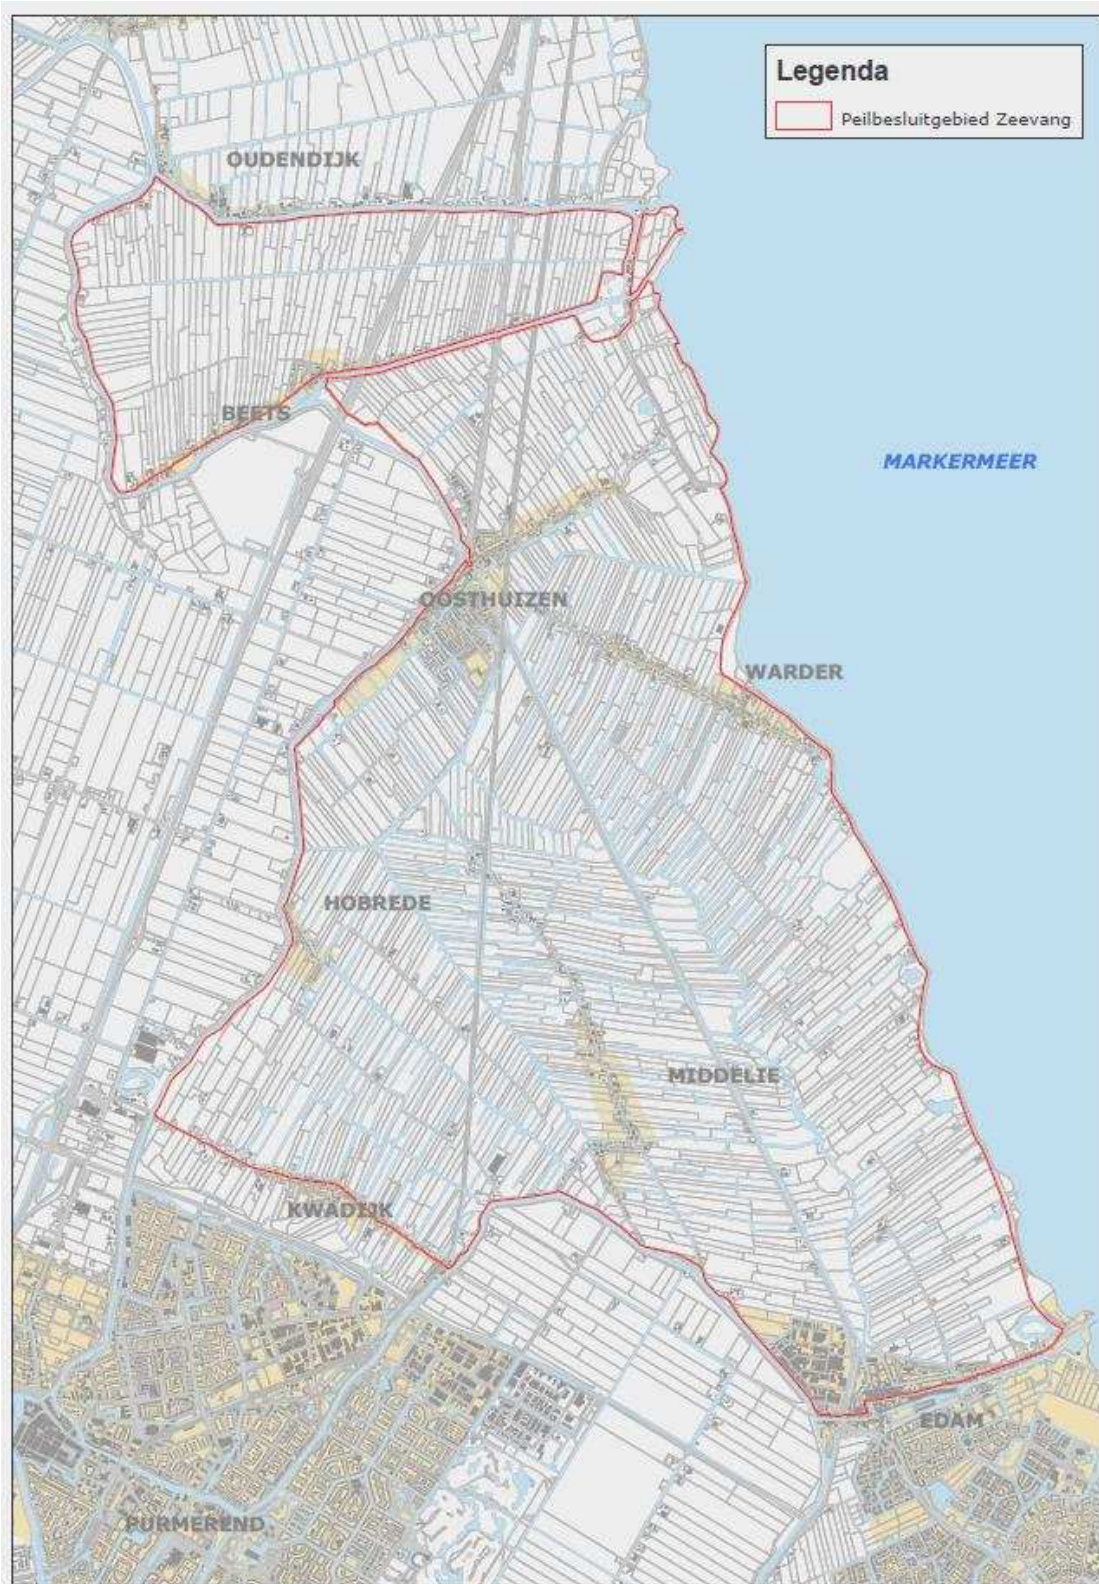 Legenda
Peilbesluitgebied Zeevang
OUDENDIJK
BEETS
MARKERMEER
OOSTHUIZEN
WARDER
HOBREDE
MIDDELIE
KWADIJK
EDAM
PURMEREND